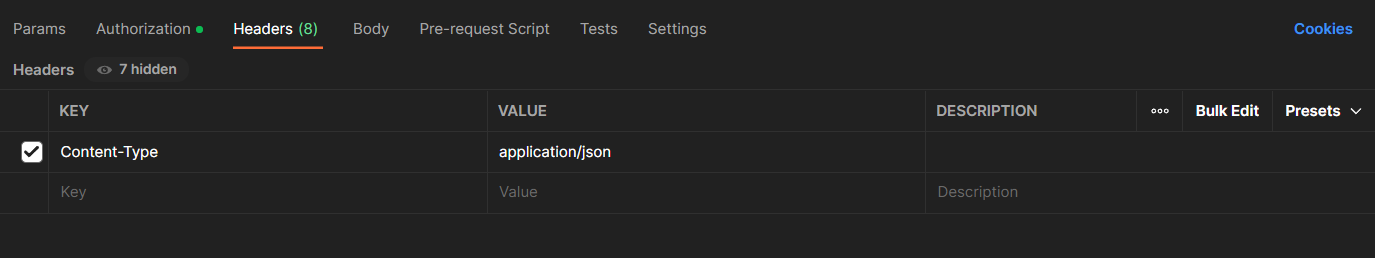 Params Authorization Headers (8) Body Pre-request Script Tests Settings Cookies
Headers 7 hidden
KEY VALUE DESCRIPTION Bulk Edit Presets
Content-Type application/json
Key Value Description